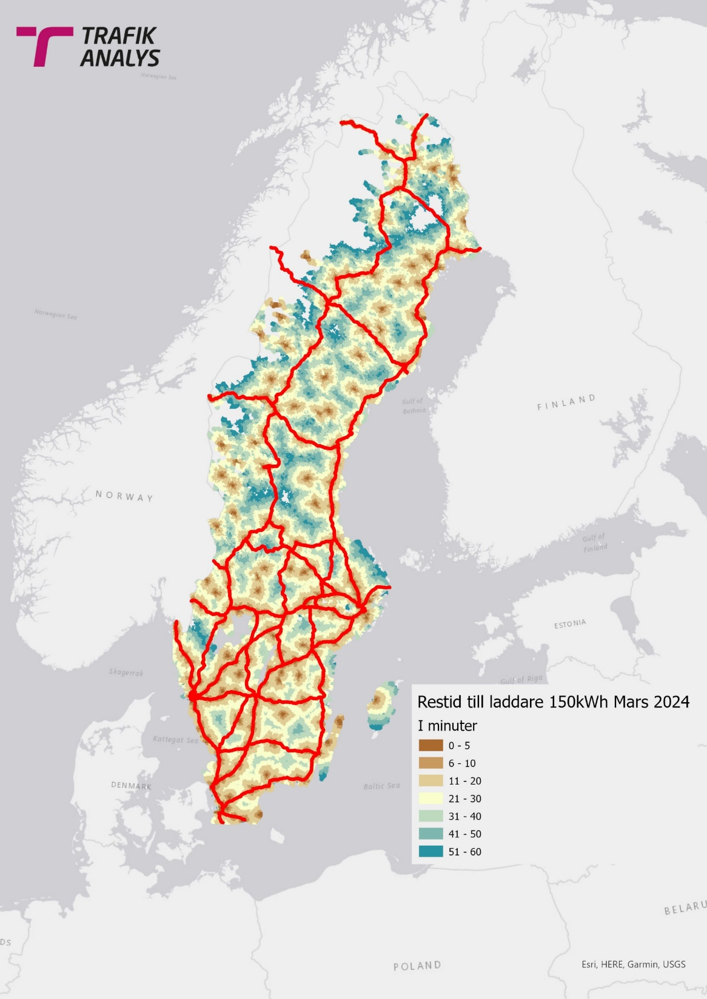 TRAFIK
ANALYS
Norwegian Sea
Norwegian Sea
FINLAND
Gulf of
Bothnia
NORWAY
Gulf of
Finland
ESTONIA
Skagerrak
Gulf of Riga
Kattegat Sea
DENMARK
Baltic Sea
Restid till laddare 150kWh Mars 2024
I minuter
0 - 5
6 - 10
11 - 20
21 - 30
31 - 40
41 - 50
51 - 60
BELARU
DS
POLAND
Esri, HERE, Garmin, USGS